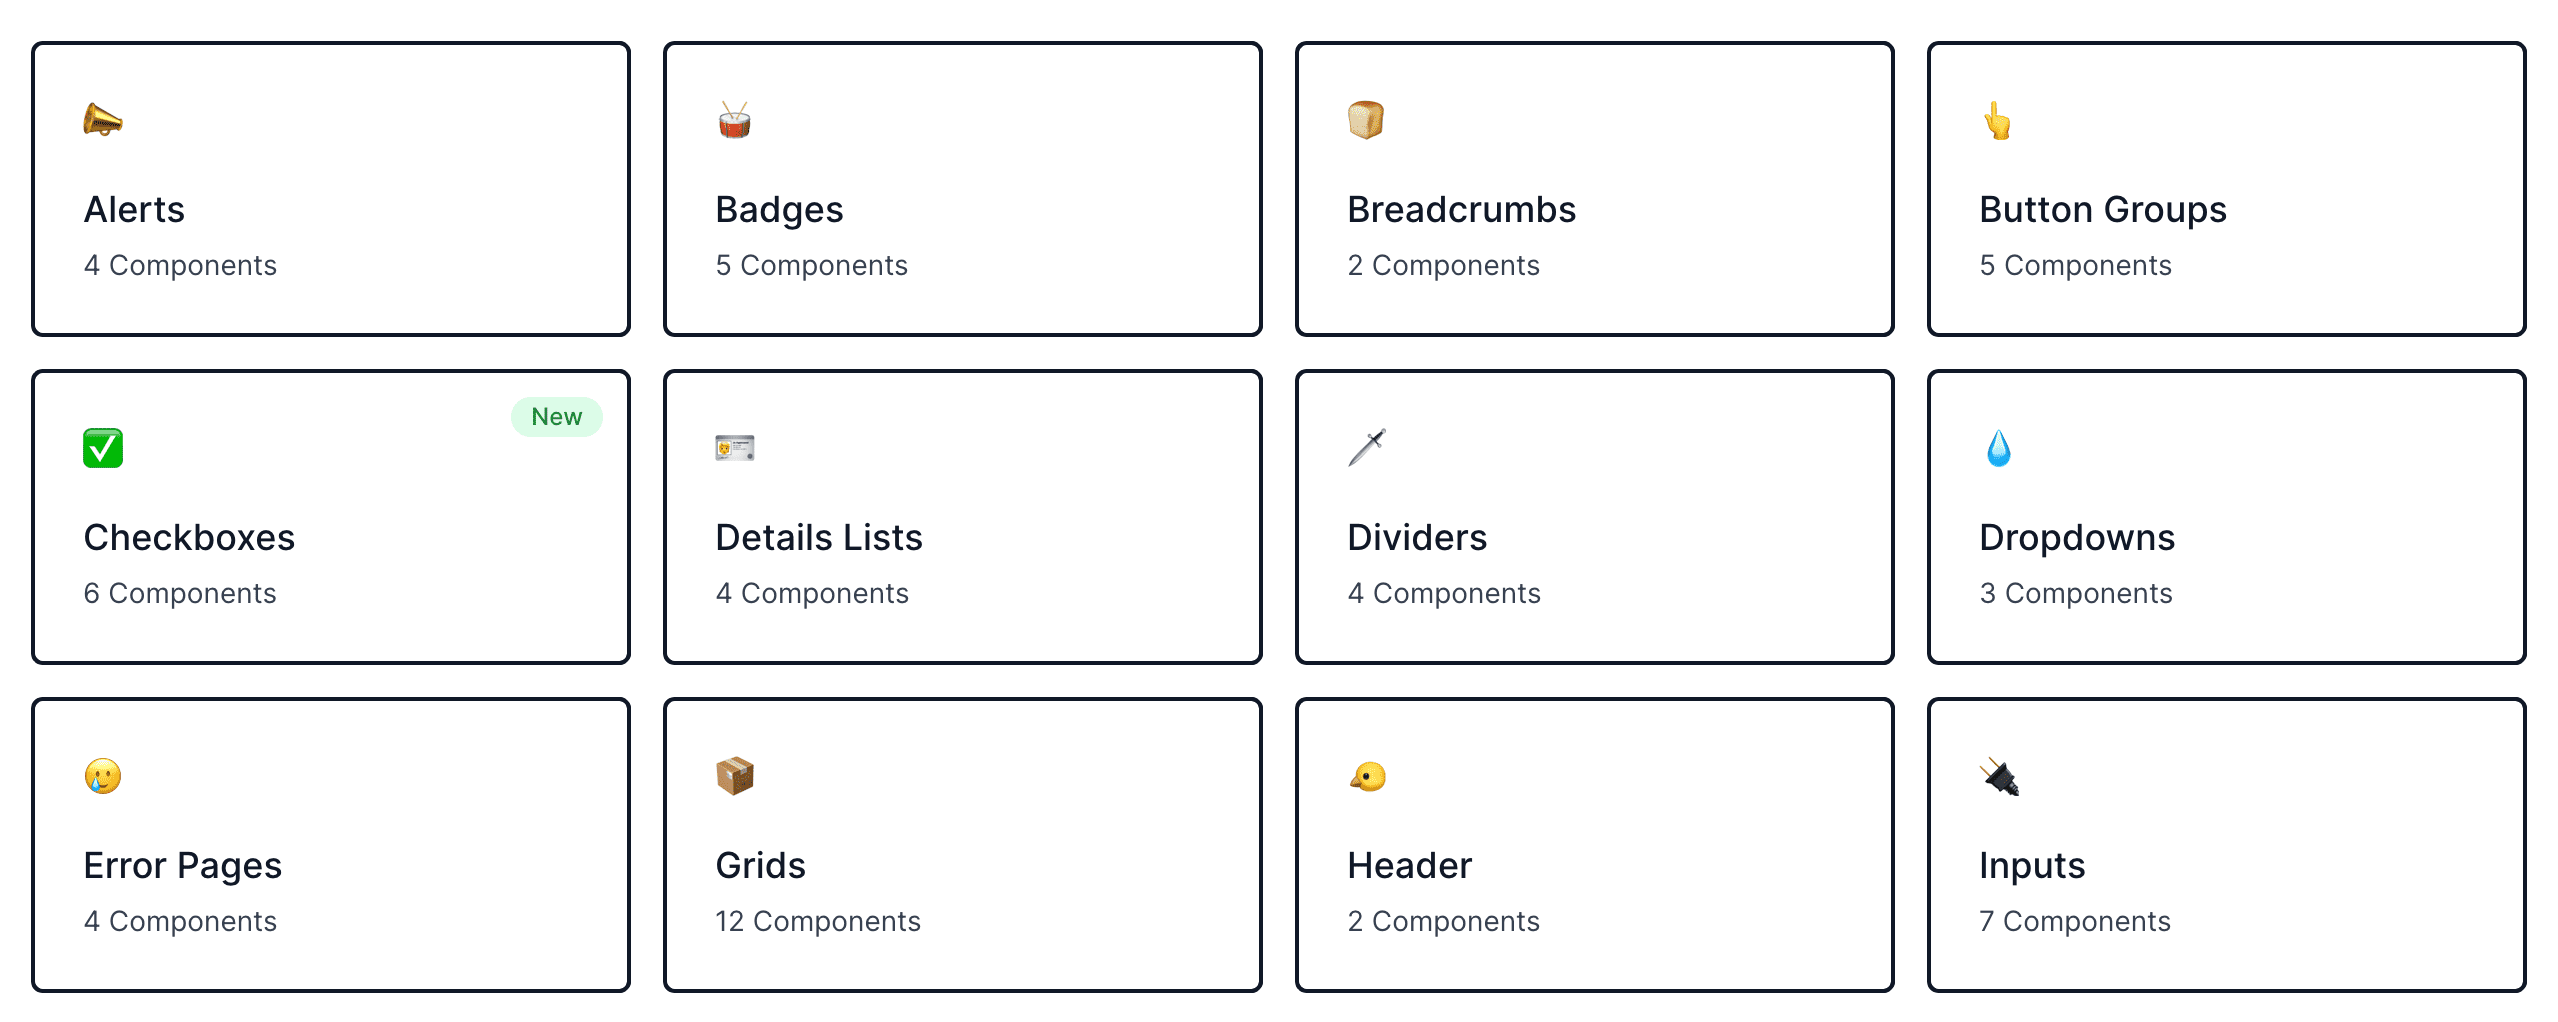 Alerts
4 Components
Badges
5 Components
Breadcrumbs
2 Components
Button Groups
5 Components
New
Checkboxes
6 Components
Details Lists
4 Components
Dividers
4 Components
Dropdowns
3 Components
Error Pages
4 Components
Grids
12 Components
Header
2 Components
Inputs
7 Components